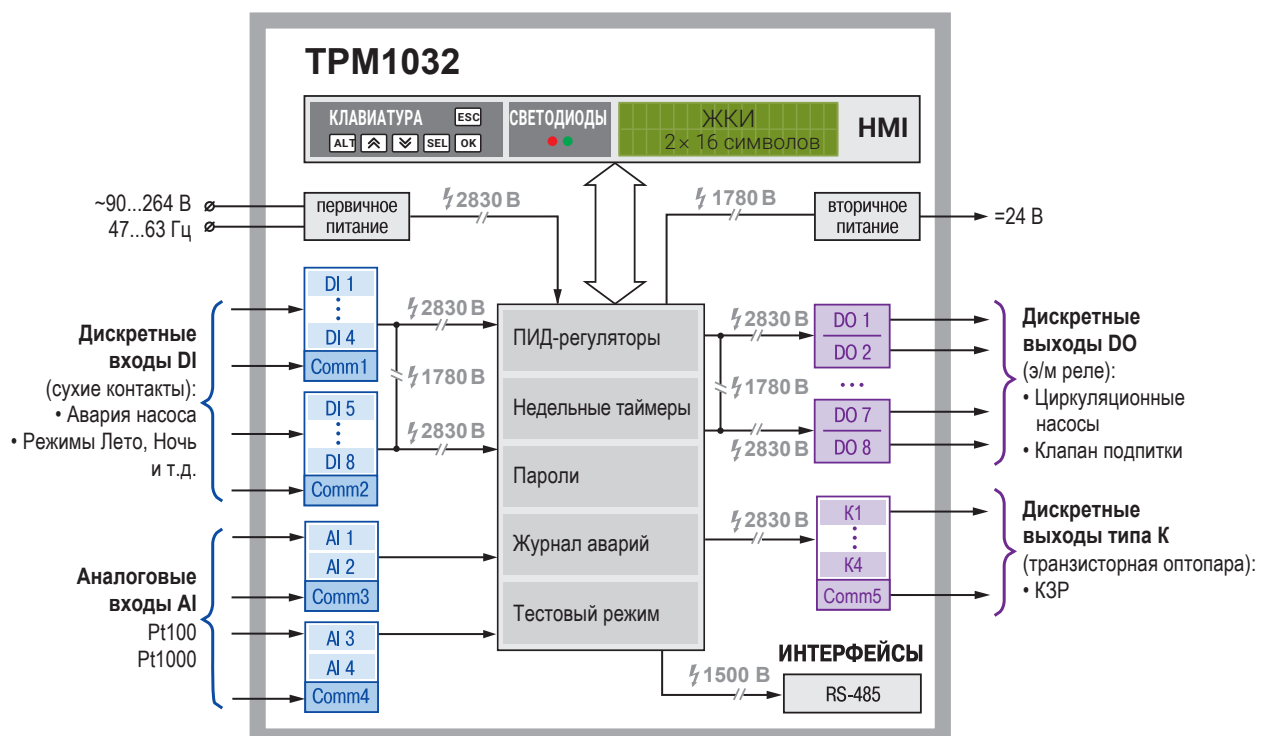 ТРМ1032
КЛАВИАТУРА
ESC
ALT
SEL
OK
СВЕТОДИОДЫ
ЖКИ
2× 16 символов
HMI
~90...264 В
47...63 Гц
первичное
питание
2830 В
1780 В
вторичное
питание
=24 В
Дискретные
входы DI
(сухие контакты):
• Авария насоса
• Режимы Лето, Ночь
и т.д.
DI 1
DI 4
Comm1
DI 5
DI 8
Comm2
2830 В
1780 В
2830 В
Аналоговые
входы AI
Pt100
Pt1000
AI 1
AI 2
Comm3
AI 3
AI 4
Comm4
ПИД-регуляторы
Недельные таймеры
Пароли
Журнал аварий
Тестовый режим
2830 В
1780 В
2830 В
DO 1
DO 2
...
DO 7
DO 8
Дискретные
выходы DO
(э/м реле):
• Циркуляционные
насосы
• Клапан подпитки
2830 В
К1
К4
Comm5
Дискретные
выходы типа К
(транзисторная оптопара):
• КЗР
ИНТЕРФЕЙСЫ
1500 В
RS-485